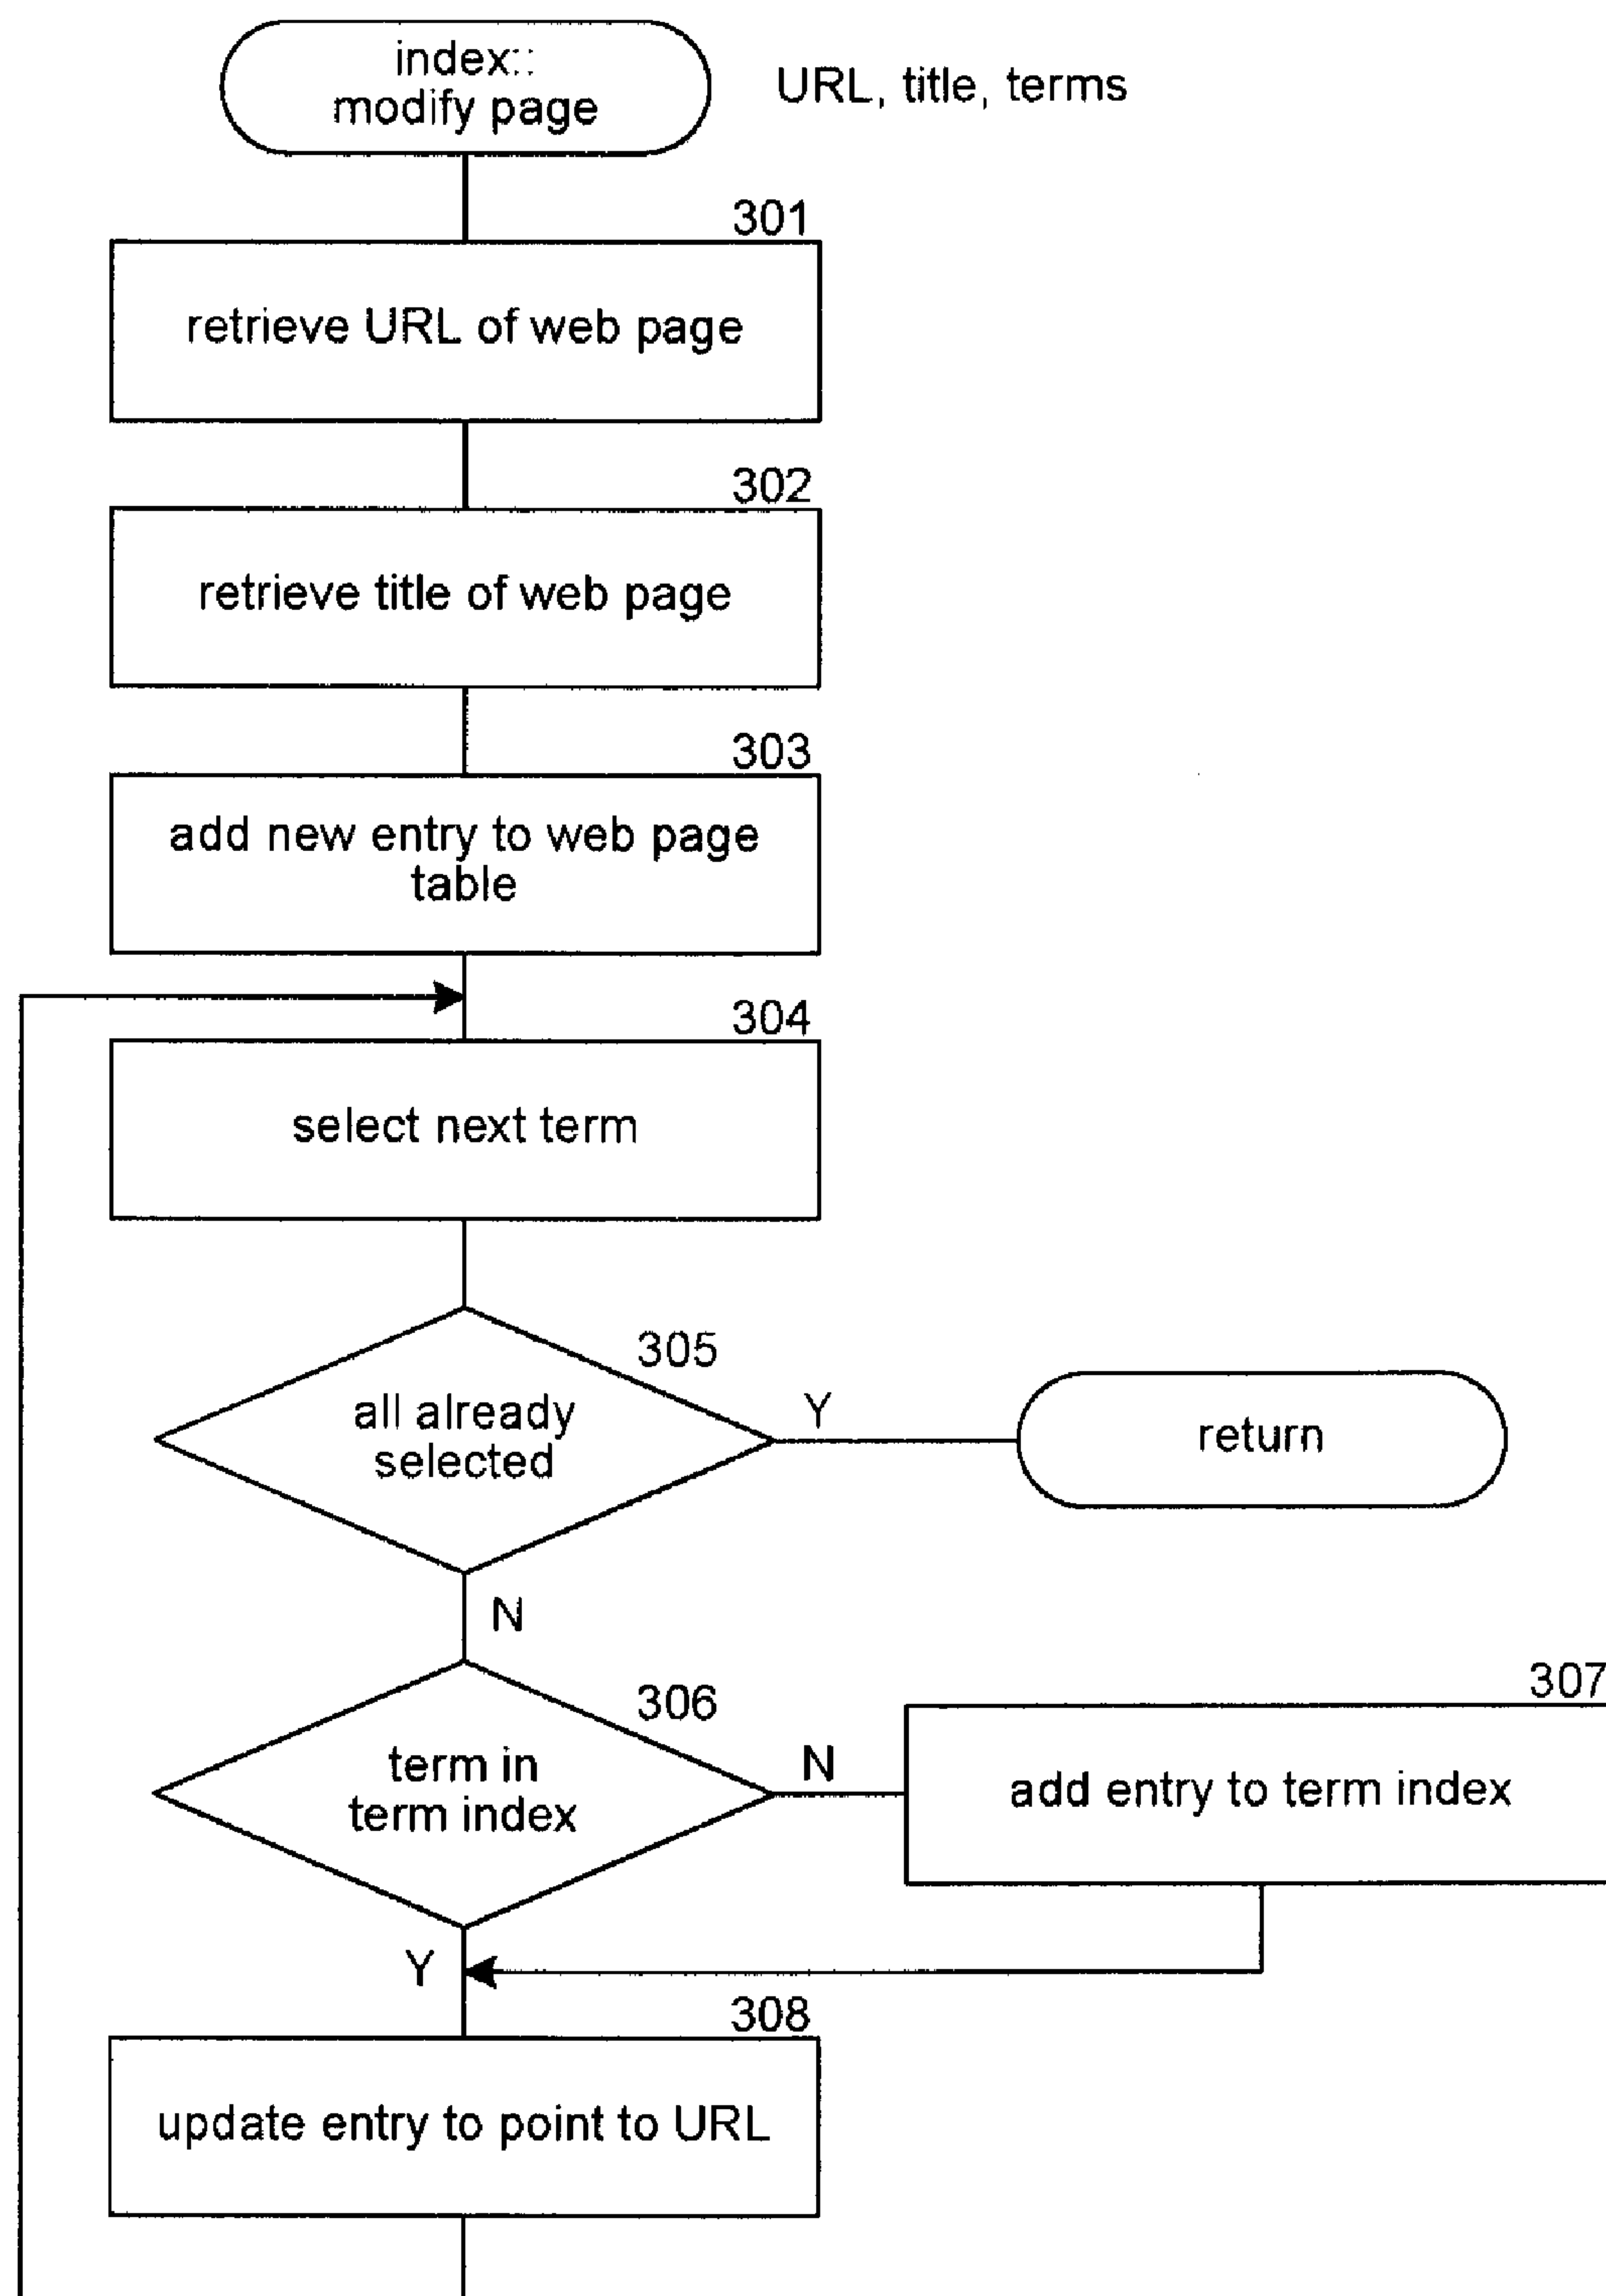 index::
modify page
URL, title, terms
301
retrieve URL of web page
302
retrieve title of web page
303
add new entry to web page
table
304
select next term
305
all already
selected
Y
return
N
306
term in
term index
N
307
add entry to term index
Y
308
update entry to point to URL